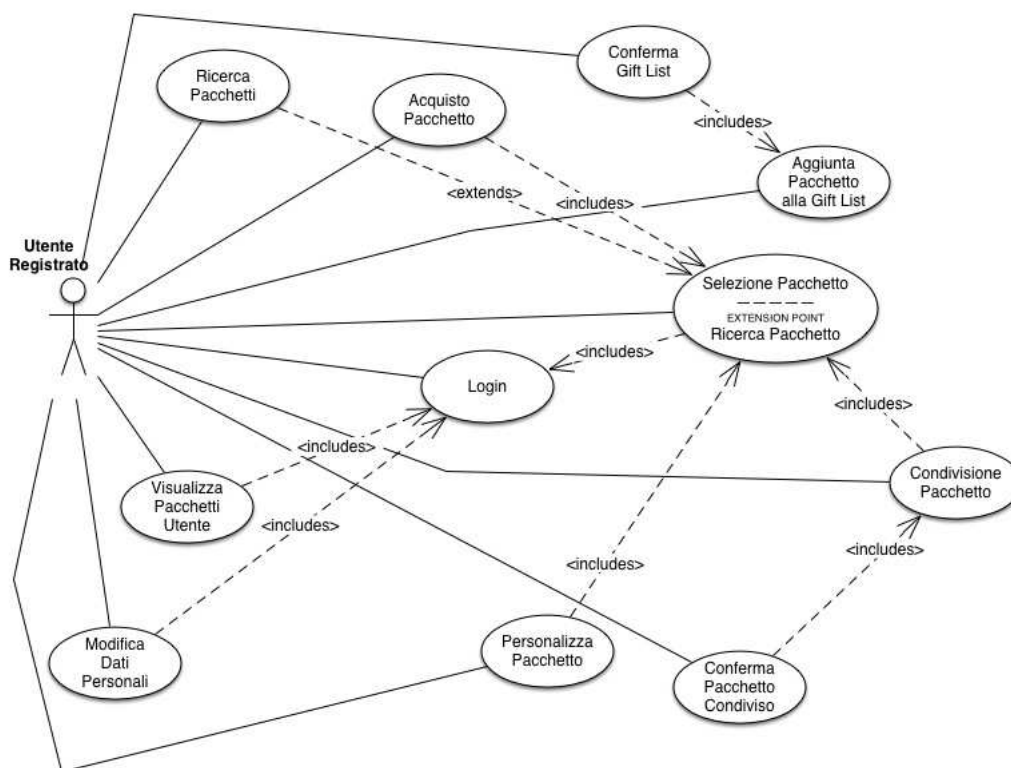 Conferma
Gift List
Ricerca
Pacchetti
Acquisto
Pacchetto
<includes>
Aggiunta
Pacchetto
alla Gift List
<extends>
<includes>
Utente
Registrato
Selezione Pacchetto
EXTENSION POINT
Ricerca Pacchetto
<includes>
Login
<includes>
<includes>
Visualizza
Pacchetti
Utente
Condivisione
Pacchetto
<includes>
<includes>
<includes>
Modifica
Dati
Personali
Personalizza
Pacchetto
Conferma
Pacchetto
Condiviso